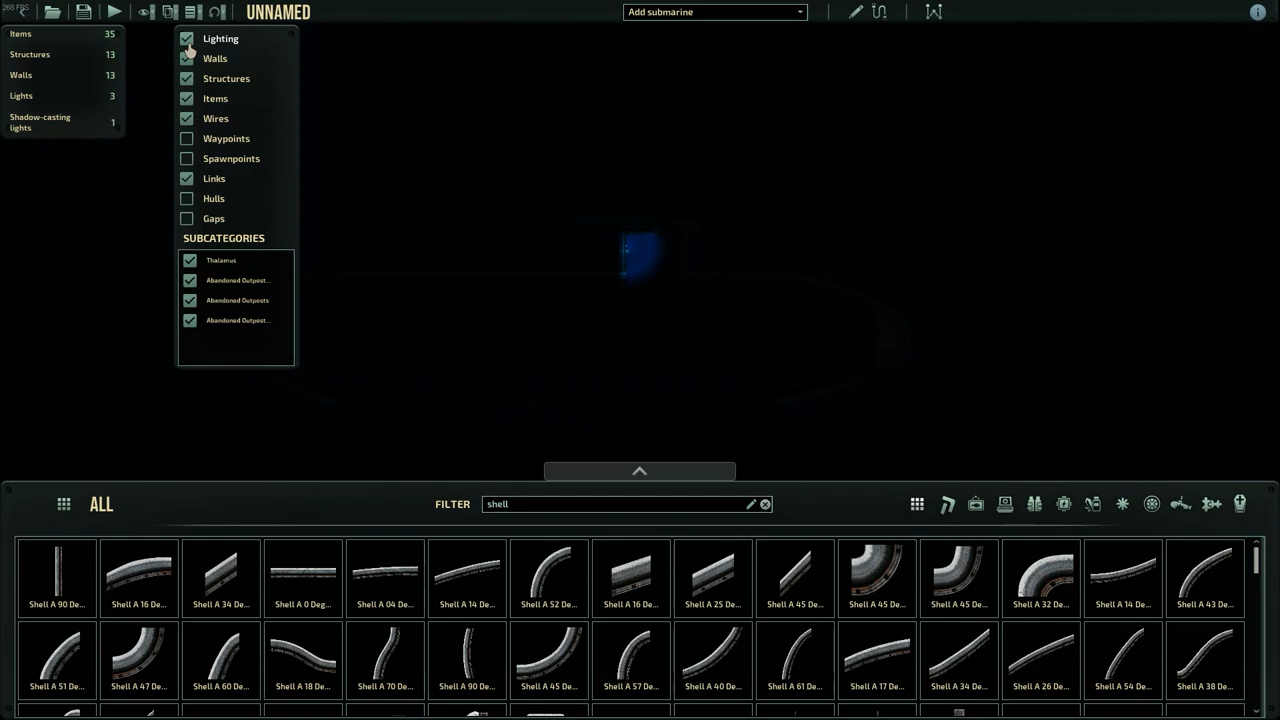 268 FPS
UNNAMED
Add submarine
Items 35
Structures 13
Walls 13
Lights 3
Shadow-casting
lights 1
Lighting
Walls
Structures
Items
Wires
Waypoints
Spawnpoints
Links
Hulls
Gaps
SUBCATEGORIES
Thalamus
Abandoned Outpost...
Abandoned Outposts
Abandoned Outpost...
ALL
FILTER shell
Shell A 90 De... Shell A 16 De... Shell A 34 De... Shell A 0 Deg... Shell A 04 De... Shell A 14 De... Shell A 52 De... Shell A 16 De... Shell A 25 De... Shell A 45 De... Shell A 45 De... Shell A 45 De... Shell A 32 De... Shell A 14 De... Shell A 43 De...
Shell A 51 De... Shell A 47 De... Shell A 60 De... Shell A 18 De... Shell A 70 De... Shell A 90 De... Shell A 45 De... Shell A 57 De... Shell A 40 De... Shell A 61 De... Shell A 17 De... Shell A 34 De... Shell A 26 De... Shell A 54 De... Shell A 38 De...